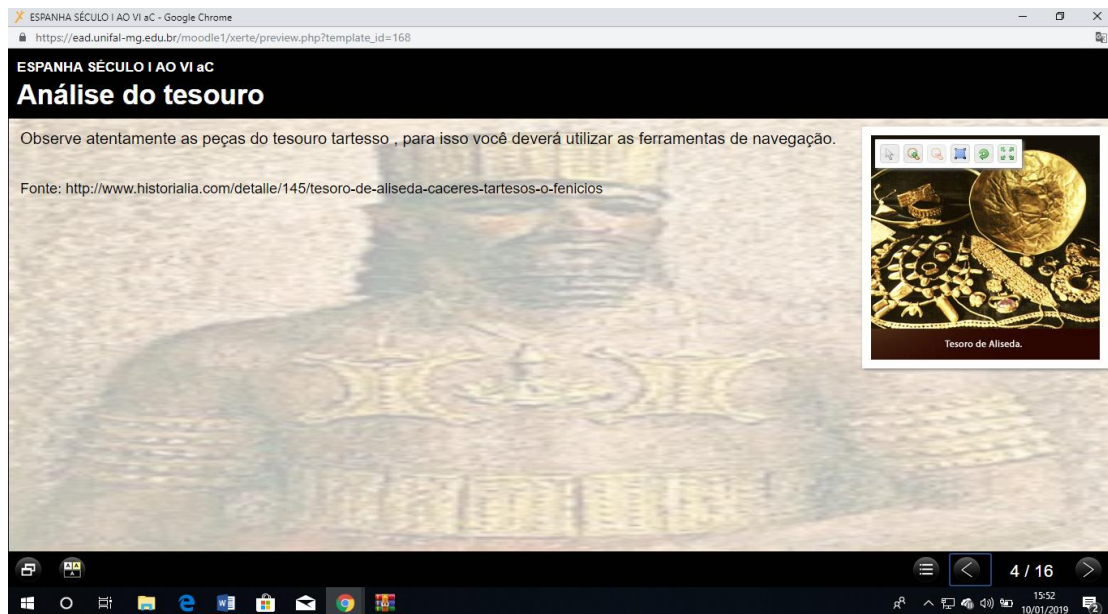 ESPANHA SÉCULO I AO VI aC - Google Chrome
https://ead.unifal-mg.edu.br/moodle1/xerte/preview.php?template_id=168
ESPANHA SÉCULO I AO VI aC
Análise do tesouro
Observe atentamente as peças do tesouro tartesso , para isso você deverá utilizar as ferramentas de navegação.
Fonte: http://www.historialia.com/detalle/145/tesoro-de-aliseda-caceres-tartesos-o-fenicios
Tesoro de Aliseda.
4 / 16
15:52
10/01/2019